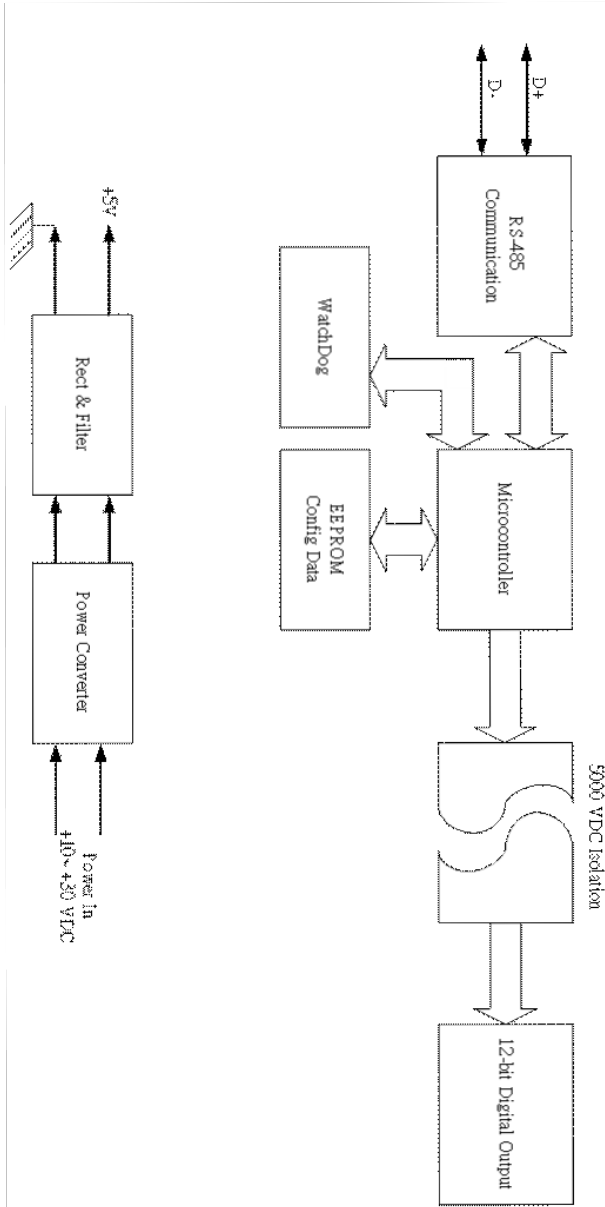 5000 VDC Isolation
D+
D-
RS-485
Communication
Microcontroller
12-bit Digital Output
WatchDog
EEPROM
Config Data
+5V
Rect & Filter
Power Converter
Power in
+10~ +30 VDC